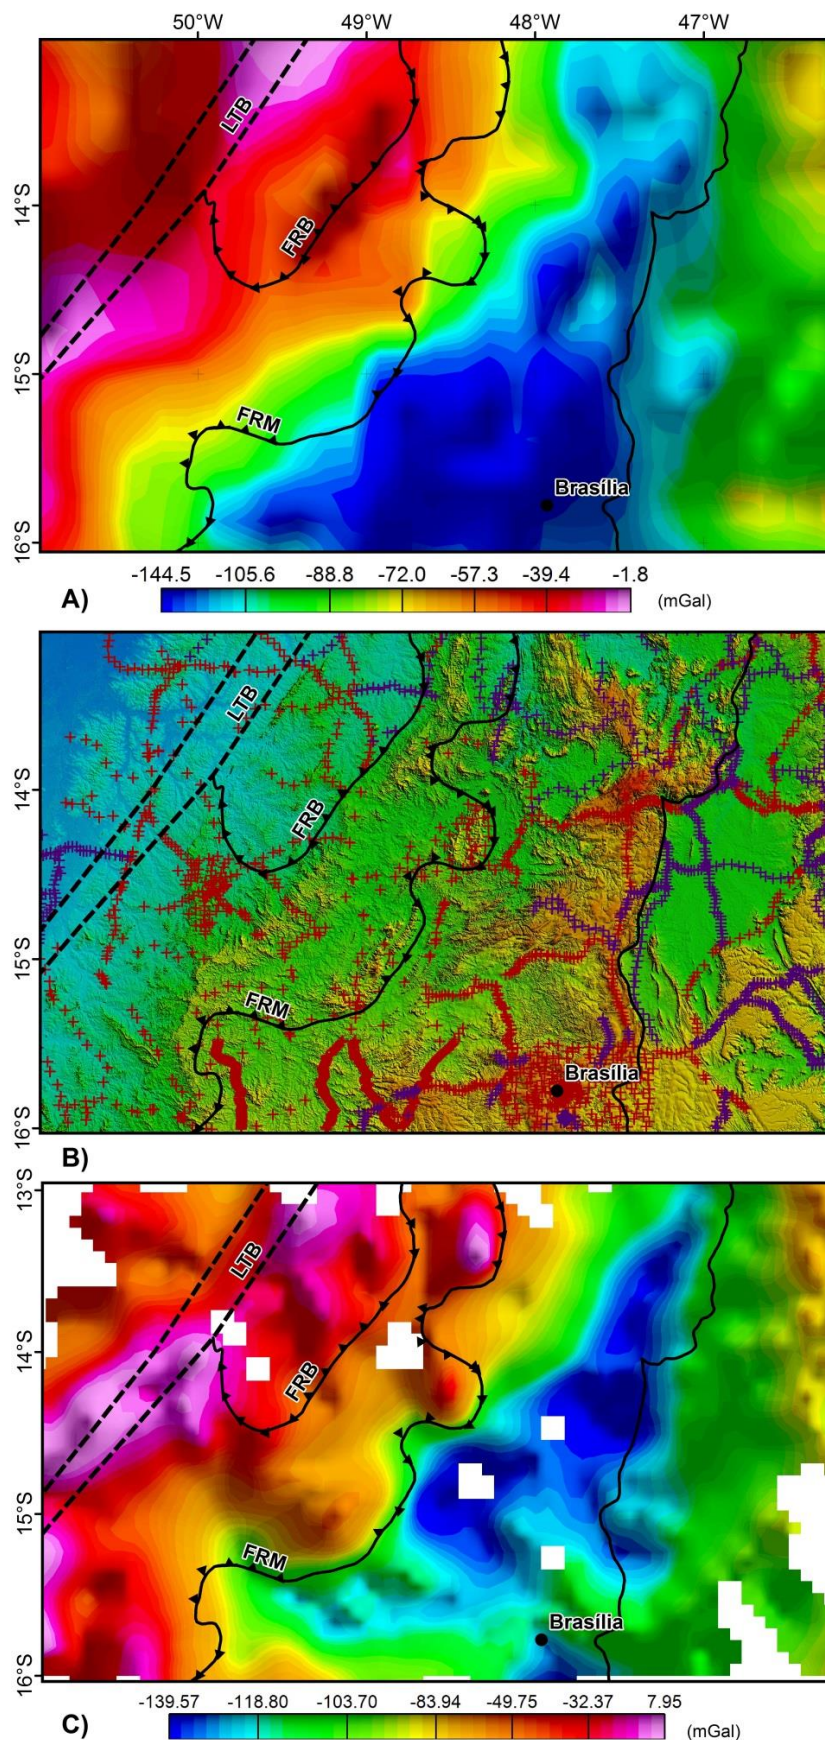 50°W 49°W 48°W 47°W
14°S
15°S
16°S
LTB
FRB
FRM
Brasília
A)
-144.5 -105.6 -88.8 -72.0 -57.3 -39.4 -1.8 (mGal)
14°S
15°S
16°S
LTB
FRB
FRM
Brasília
B)
13°S
14°S
15°S
16°S
LTB
FRB
FRM
Brasília
C)
-139.57 -118.80 -103.70 -83.94 -49.75 -32.37 7.95 (mGal)